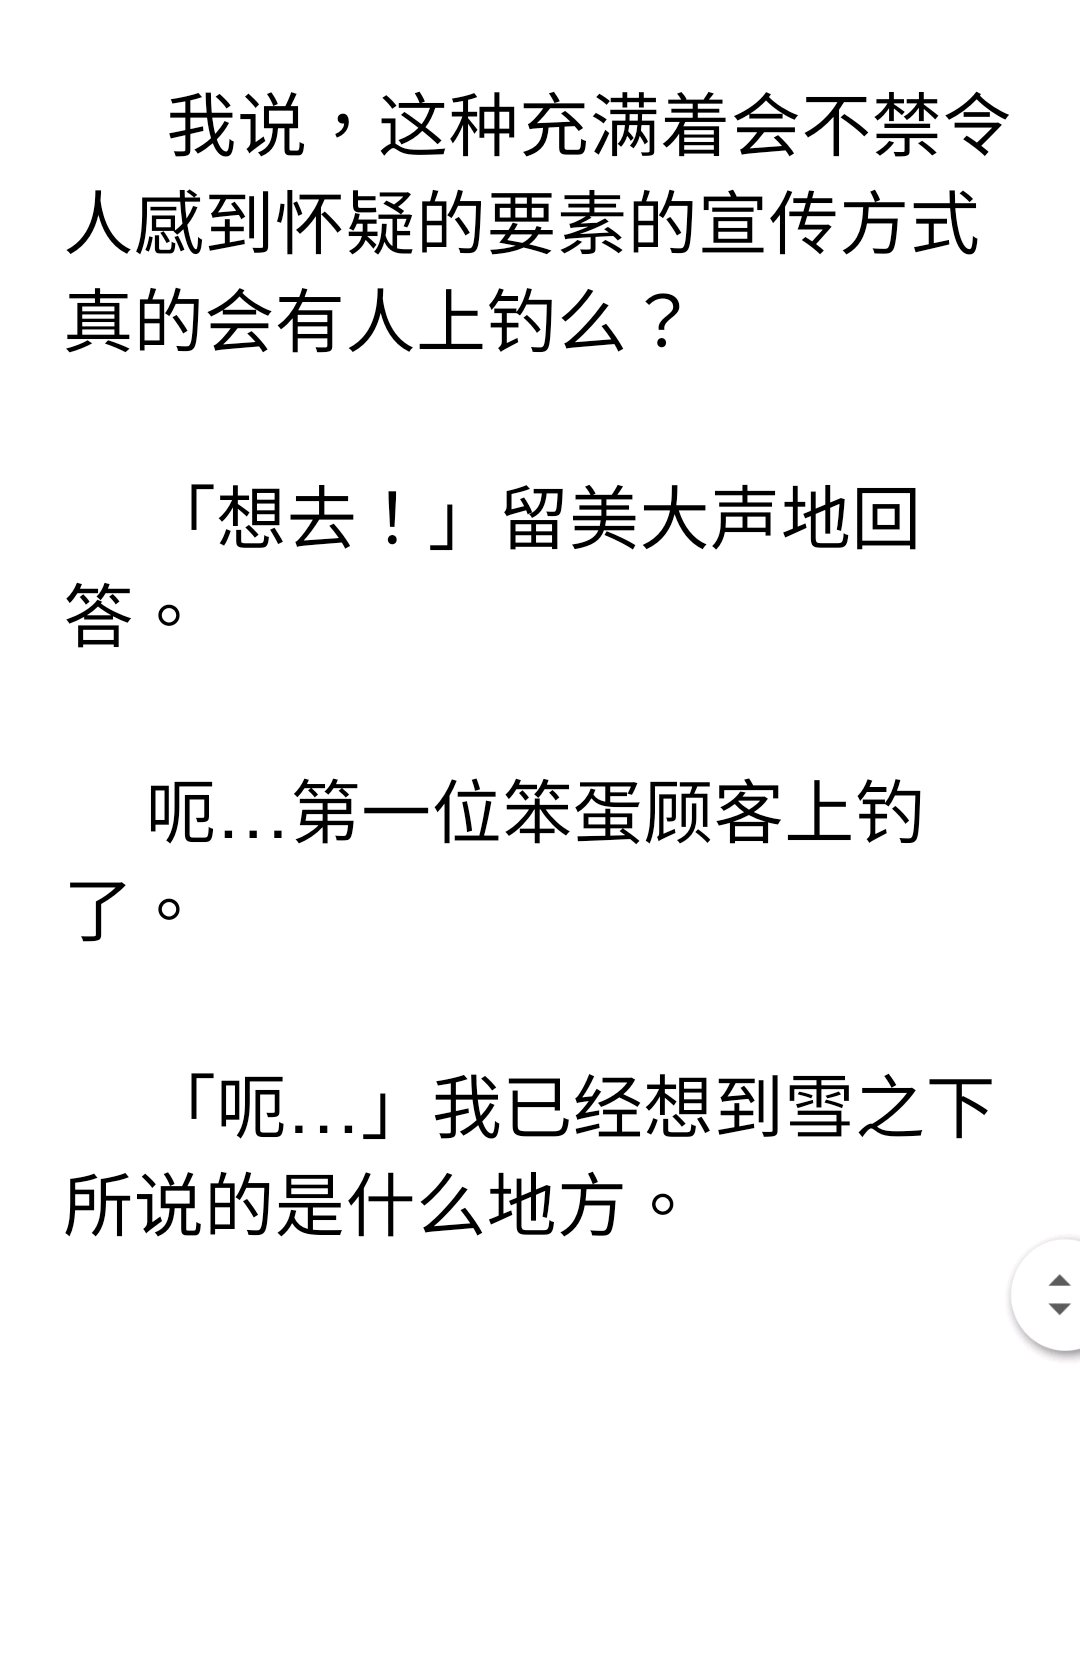 我说，这种充满着会不禁令
人感到怀疑的要素的宣传方式
真的会有人上钓么？
「想去！」留美大声地回
答。
呃…第一位笨蛋顾客上钓
了。
「呃…」我已经想到雪之下
所说的是什么地方。